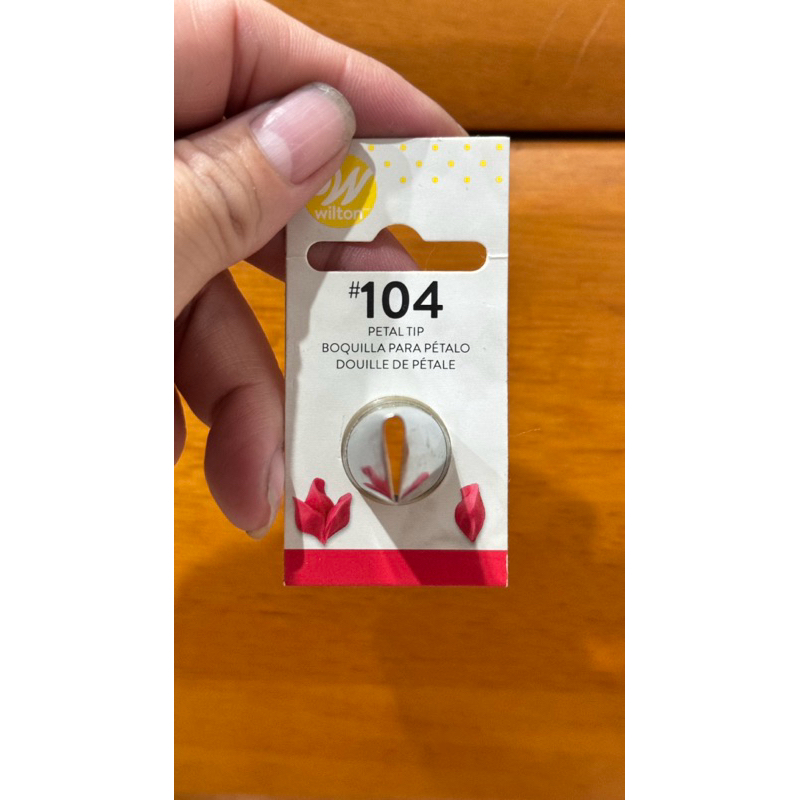 wilton
#104
PETAL TIP
BOQUILLA PARA PÉTALO
DOUILLE DE PÉTALE